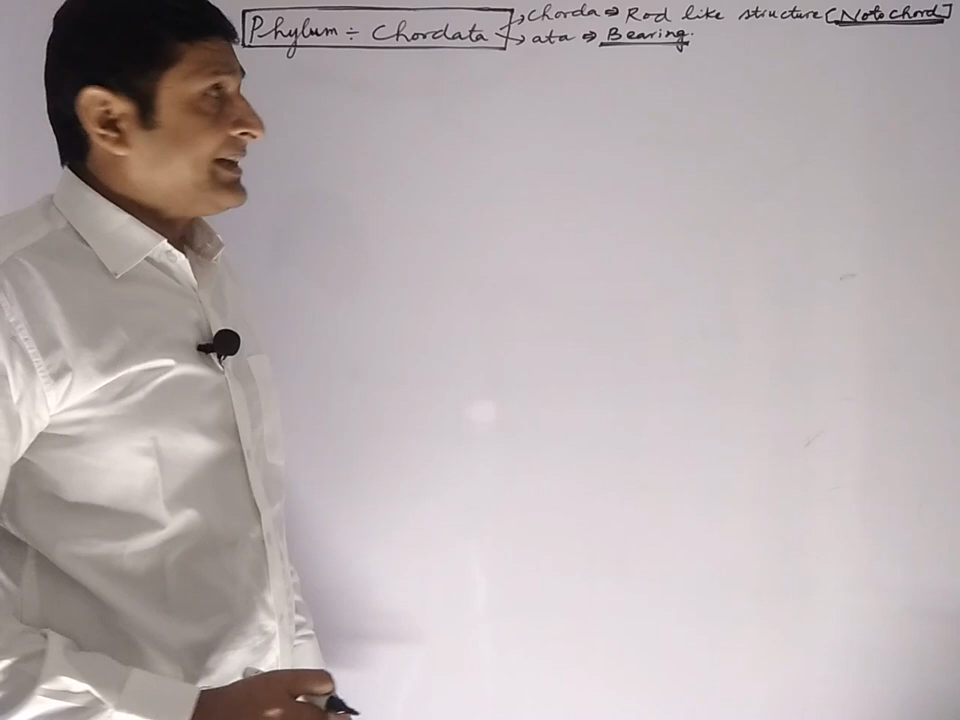 Phylum ÷ Chordata → chorda ⇒ Rod like structure [Notochord]
→ ata ⇒ Bearing.